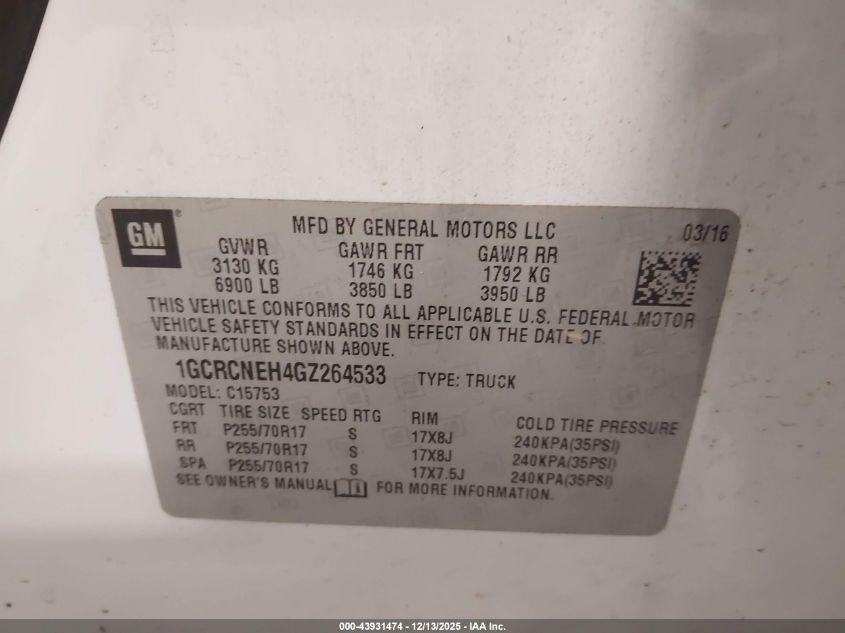 GM®
MFD BY GENERAL MOTORS LLC
03/16
GVWR GAWR FRT GAWR RR
3130 KG 1746 KG 1792 KG
6900 LB 3850 LB 3950 LB
THIS VEHICLE CONFORMS TO ALL APPLICABLE U.S. FEDERAL MOTOR
VEHICLE SAFETY STANDARDS IN EFFECT ON THE DATE OF
MANUFACTURE SHOWN ABOVE.
1GCRCNEH4GZ264533 TYPE: TRUCK
MODEL: C15753
CGRT TIRE SIZE SPEED RTG RIM COLD TIRE PRESSURE
FRT P255/70R17 S 17X8J 240KPA(35PSI)
RR P255/70R17 S 17X8J 240KPA(35PSI)
SPA P255/70R17 S 17X7.5J 240KPA(35PSI)
SEE OWNER'S MANUAL FOR MORE INFORMATION.
000-43931474 - 12/13/2025 - IAA Inc.